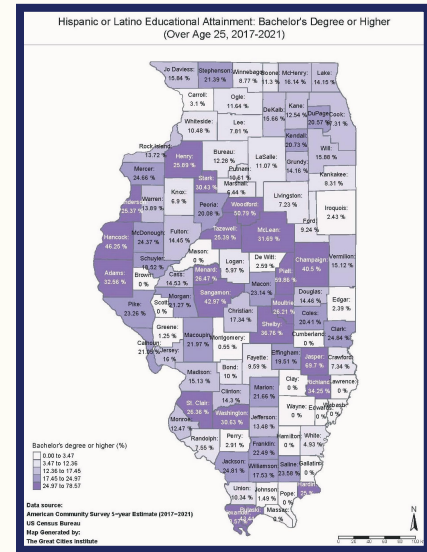 Hispanic or Latino Educational Attainment: Bachelor's Degree or Higher
(Over Age 25, 2017-2021)
Jo Daviess:
15.84 %
Stephenson:
21.39 %
Winnebago
8.77 %
Boone:
11.3 %
McHenry:
16.14 %
Lake:
14.15 %
Carroll:
3.1 %
Ogle:
11.64 %
DeKalb:
15.66 %
Kane:
12.54 %
DuPage:
20.57 %
Cook:
Whiteside:
10.48 %
Lee:
7.81 %
Kendall:
20.73 %
Will:
15.88 %
Rock Island:
13.72 %
Henry:
25.89 %
Bureau:
12.28 %
LaSalle:
11.07 %
Grundy:
14.16 %
Kankakee:
8.31 %
Mercer:
24.66 %
Stark:
30.43 %
Putnam:
10.61 %
Marshall:
6.44 %
Livingston:
7.23 %
Iroquois:
2.43 %
25.37 %
Warren:
13.89 %
Knox:
6.9 %
Peoria:
20.08 %
Woodford:
50.79 %
Ford:
9.24 %
Hancock:
46.25 %
McDonough:
24.37 %
Fulton:
14.45 %
Tazewell:
25.39 %
McLean:
31.69 %
Mason:
0 %
Logan:
5.97 %
De Witt:
2.59 %
Champaign:
40.5 %
Vermilion:
15.12 %
Schuyler:
Adams:
32.56 %
Brown:
0 %
Cass:
14.53 %
Menard:
26.47 %
Piatt:
Macon:
23.14 %
Douglas:
14.46 %
Edgar:
2.39 %
Pike:
23.26 %
Scott:
0 %
Morgan:
21.27 %
Sangamon:
42.97 %
Christian:
17.34 %
Moultrie:
26.21 %
Coles:
20.41 %
Shelby:
36.76 %
Cumberland:
0 %
Clark:
24.84 %
Greene:
1.25 %
Macoupin:
21.97 %
Montgomery:
0.55 %
Calhoun:
Jersey:
16 %
Fayette:
9.59 %
Effingham:
19.51 %
Jasper:
69.7 %
Crawford:
7.34 %
Madison:
15.13 %
Bond:
10 %
Clay:
0 %
Richland:
34.25 %
Lawrence:
0 %
Clinton:
14.3 %
Marion:
21.66 %
St. Clair:
26.36 %
Washington:
30.63 %
Jefferson:
13.48 %
Wayne:
0 %
Edwards:
0 %
Wabash:
0 %
Monroe:
12.47 %
Randolph:
7.55 %
Perry:
2.91 %
Hamilton:
0 %
White:
4.93 %
Franklin:
22.49 %
Jackson:
24.81 %
Williamson:
17.53 %
Saline:
23.58 %
Gallatin:
0 %
Union:
10.34 %
Johnson:
1.49 %
Pope:
0 %
Pulaski:
Massac:
0 %
Bachelor's degree or higher (%)
0.00 to 3.47
3.47 to 12.36
12.36 to 17.45
17.45 to 24.97
24.97 to 78.57
Data source:
American Community Survey 5-year Estimate (2017-2021)
US Census Bureau
Map Generated by:
The Great Cities Institute
N